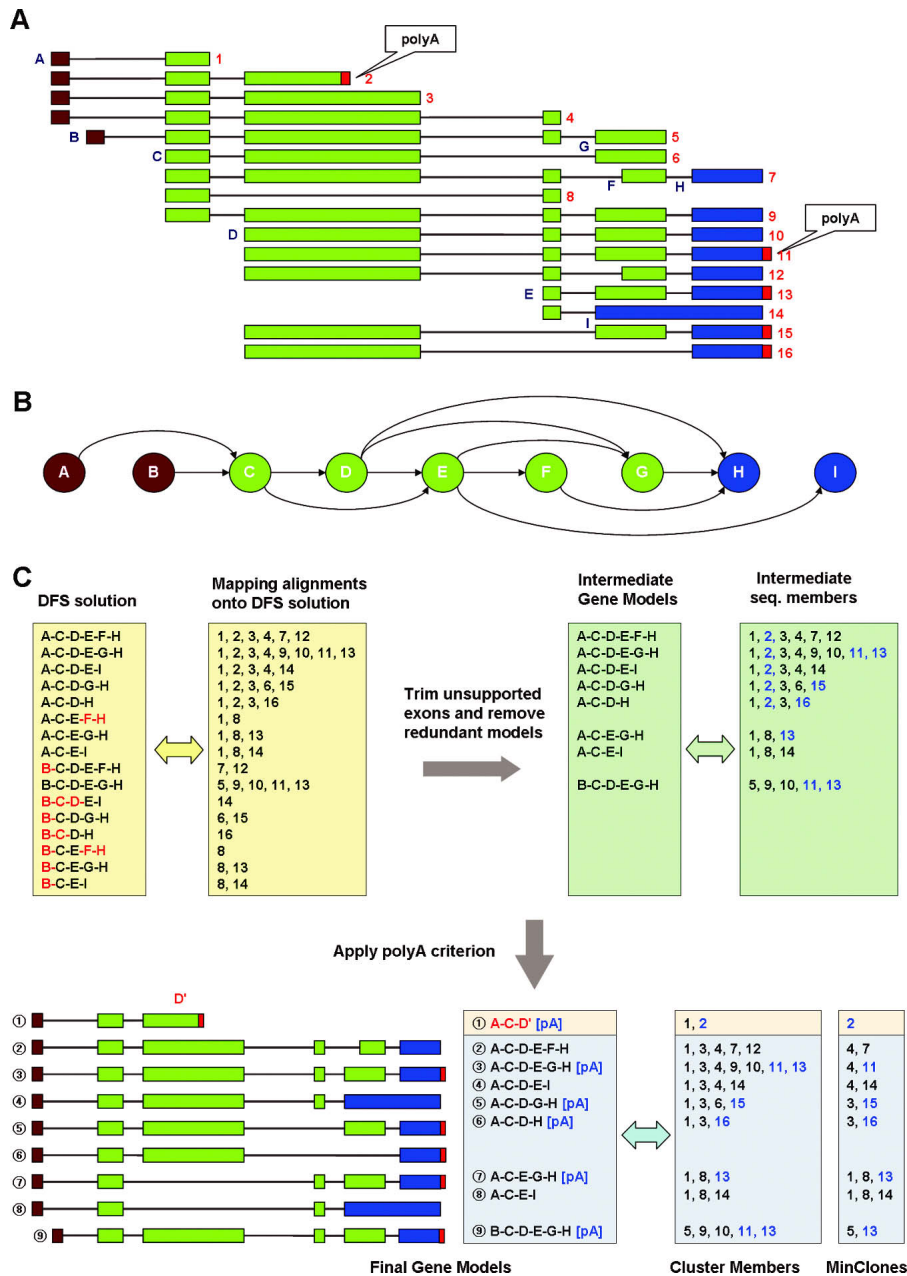 A
polyA
A
1
2
3
4
B
G
5
C
6
F
H
7
8
9
polyA
D
10
11
12
E
13
14
I
15
16
B
A B C D E F G H I
C
DFS solution
Mapping alignments
onto DFS solution
Intermediate
Gene Models
Intermediate
seq. members
A-C-D-E-F-H
A-C-D-E-G-H
A-C-D-E-I
A-C-D-G-H
A-C-D-H
A-C-E-F-H
A-C-E-G-H
A-C-E-I
B-C-D-E-F-H
B-C-D-E-G-H
B-C-D-E-I
B-C-D-G-H
B-C-D-H
B-C-E-F-H
B-C-E-G-H
B-C-E-I
1, 2, 3, 4, 7, 12
1, 2, 3, 4, 9, 10, 11, 13
1, 2, 3, 4, 14
1, 2, 3, 6, 15
1, 2, 3, 16
1, 8
1, 8, 13
1, 8, 14
7, 12
5, 9, 10, 11, 13
14
6, 15
16
8
8, 13
8, 14
Trim unsupported
exons and remove
redundant models
A-C-D-E-F-H
A-C-D-E-G-H
A-C-D-E-I
A-C-D-G-H
A-C-D-H
A-C-E-G-H
A-C-E-I
B-C-D-E-G-H
1, 2, 3, 4, 7, 12
1, 2, 3, 4, 9, 10, 11, 13
1, 2, 3, 4, 14
1, 2, 3, 6, 15
1, 2, 3, 16
1, 8, 13
1, 8, 14
5, 9, 10, 11, 13
Apply polyA criterion
D'
①
②
③
④
⑤
⑥
⑦
⑧
⑨
① A-C-D' [pA]
② A-C-D-E-F-H
③ A-C-D-E-G-H [pA]
④ A-C-D-E-I
⑤ A-C-D-G-H [pA]
⑥ A-C-D-H [pA]
⑦ A-C-E-G-H [pA]
⑧ A-C-E-I
⑨ B-C-D-E-G-H [pA]
1, 2
1, 3, 4, 7, 12
1, 3, 4, 9, 10, 11, 13
1, 3, 4, 14
1, 3, 6, 15
1, 3, 16
1, 8, 13
1, 8, 14
5, 9, 10, 11, 13
2
4, 7
4, 11
4, 14
3, 15
3, 16
1, 8, 13
1, 8, 14
5, 13
Final Gene Models
Cluster Members
MinClones